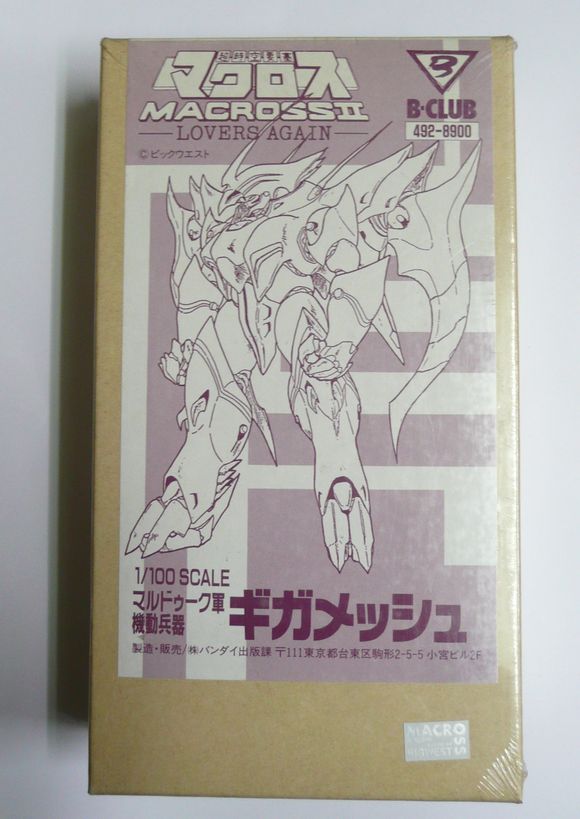 超時空要塞
マクロス
MACROSSII
LOVERS AGAIN
©ビックウエスト
B-CLUB
492-8900
1/100 SCALE
マルドゥーク軍
機動兵器
ギガメッシュ
製造・販売/㈱バンダイ出版課 〒111東京都台東区駒形2-5-5 小宮ビル2F
MACROSS